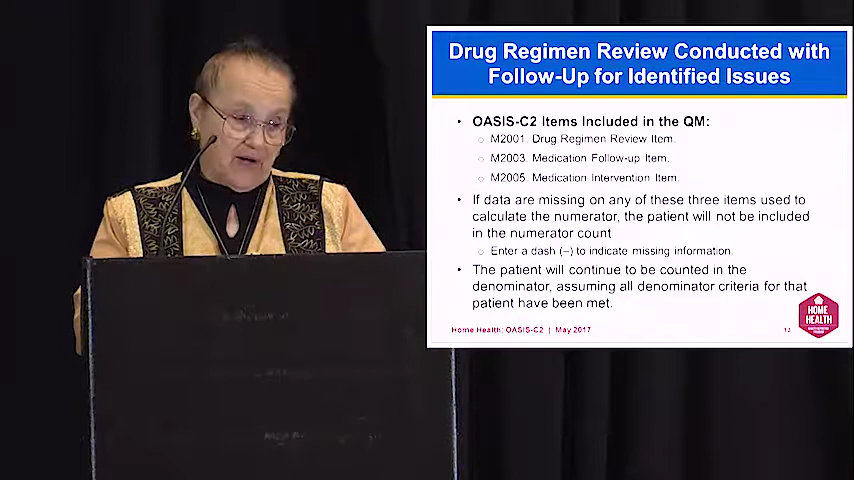 Drug Regimen Review Conducted with
Follow-Up for Identified Issues
• OASIS-C2 Items Included in the QM:
○ M2001. Drug Regimen Review Item.
○ M2003. Medication Follow-up Item.
○ M2005. Medication Intervention Item.
• If data are missing on any of these three items used to
calculate the numerator, the patient will not be included
in the numerator count
○ Enter a dash (–) to indicate missing information.
• The patient will continue to be counted in the
denominator, assuming all denominator criteria for that
patient have been met.
Home Health: OASIS-C2 | May 2017
12
HOME
HEALTH